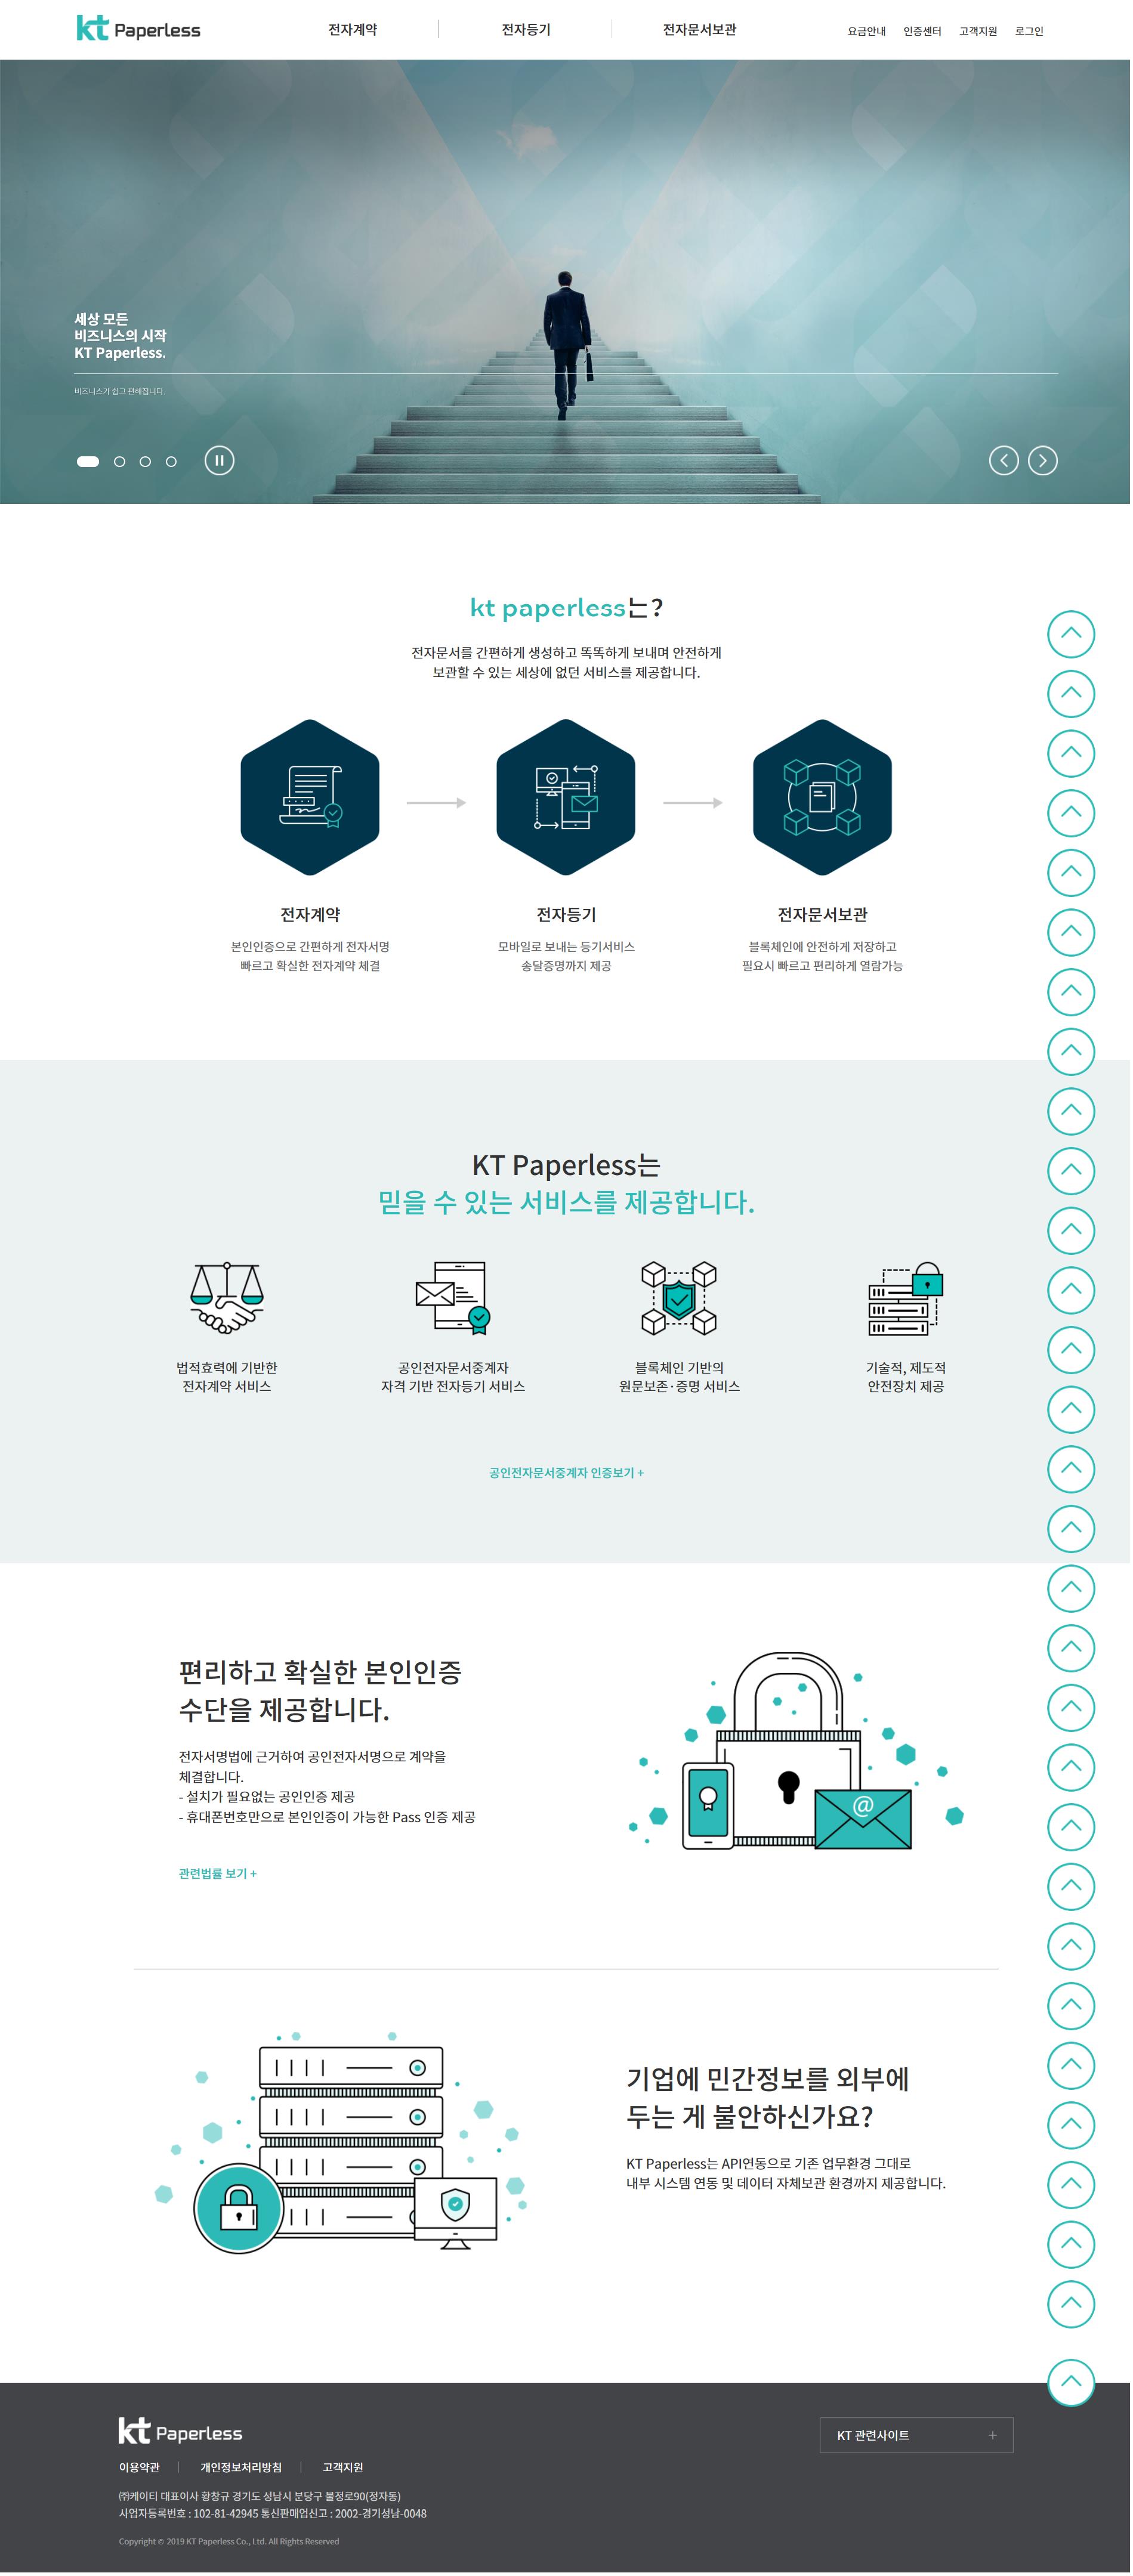 kt Paperless
전자계약
전자등기
전자문서보관
요금안내
인증센터
고객지원
로그인
세상 모든
비즈니스의 시작
KT Paperless.
비즈니스가 쉽고 편해집니다.
kt paperless는?
전자문서를 간편하게 생성하고 똑똑하게 보내며 안전하게
보관할 수 있는 세상에 없던 서비스를 제공합니다.
전자계약
본인인증으로 간편하게 전자서명
빠르고 확실한 전자계약 체결
전자등기
모바일로 보내는 등기서비스
송달증명까지 제공
전자문서보관
블록체인에 안전하게 저장하고
필요시 빠르고 편리하게 열람가능
KT Paperless는
믿을 수 있는 서비스를 제공합니다.
법적효력에 기반한
전자계약 서비스
공인전자문서중계자
자격 기반 전자등기 서비스
블록체인 기반의
원문보존·증명 서비스
기술적, 제도적
안전장치 제공
공인전자문서중계자 인증보기 +
편리하고 확실한 본인인증
수단을 제공합니다.
전자서명법에 근거하여 공인전자서명으로 계약을
체결합니다.
- 설치가 필요없는 공인인증 제공
- 휴대폰번호만으로 본인인증이 가능한 Pass 인증 제공
관련법률 보기 +
@
기업에 민간정보를 외부에
두는 게 불안하신가요?
KT Paperless는 API연동으로 기존 업무환경 그대로
내부 시스템 연동 및 데이터 자체보관 환경까지 제공합니다.
kt Paperless
KT 관련사이트 +
이용약관
개인정보처리방침
고객지원
㈜케이티 대표이사 황창규 경기도 성남시 분당구 불정로90(정자동)
사업자등록번호 : 102-81-42945 통신판매업신고 : 2002-경기성남-0048
Copyright © 2019 KT Paperless Co., Ltd. All Rights Reserved